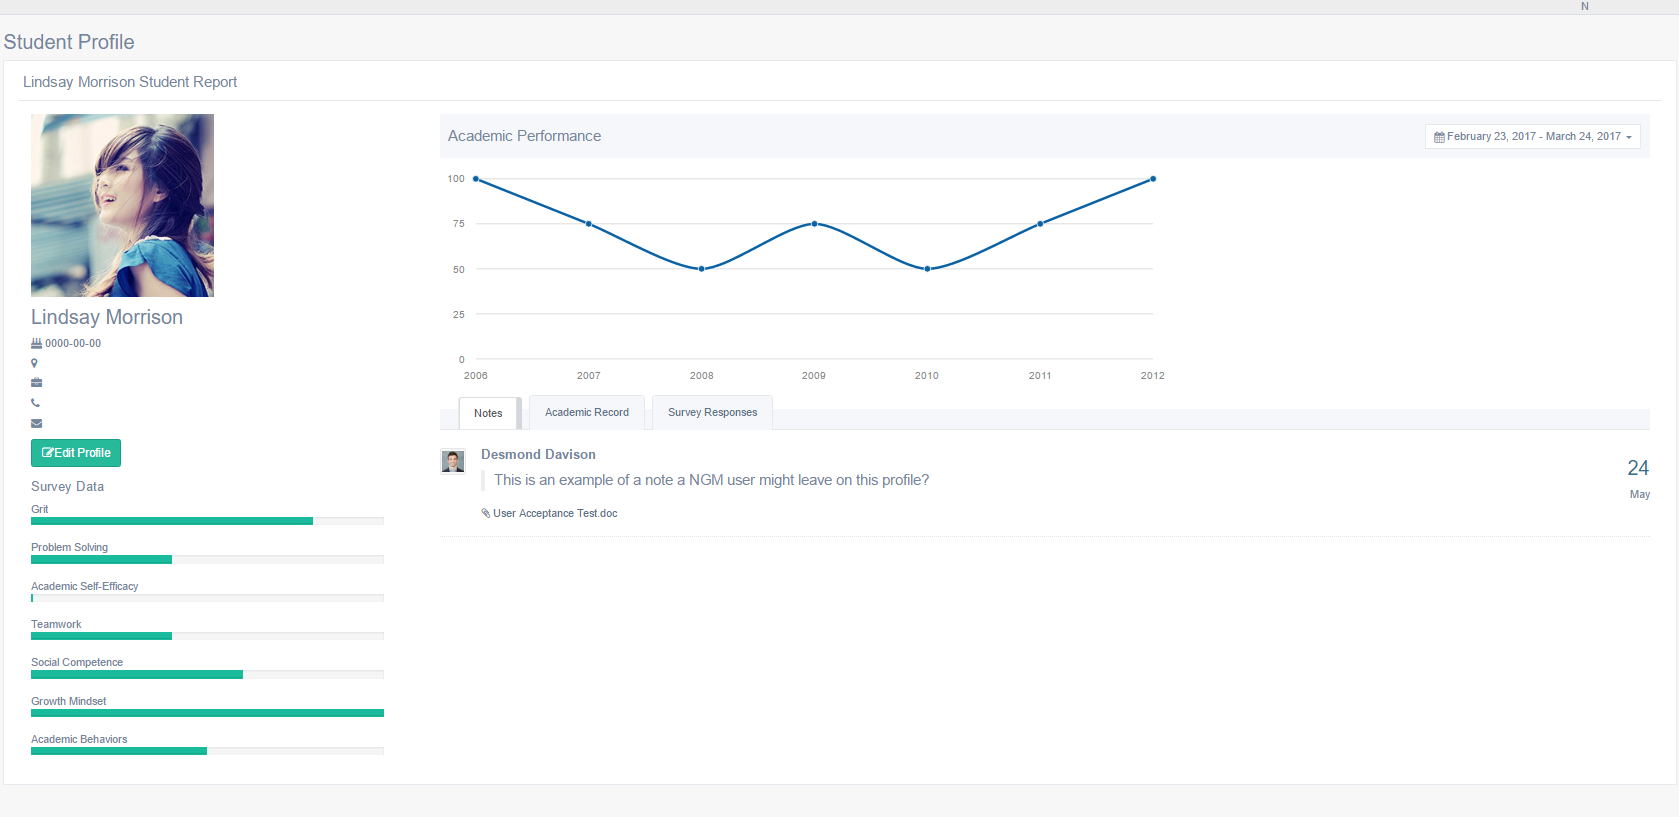 N
Student Profile
Lindsay Morrison Student Report
Lindsay Morrison
0000-00-00
Edit Profile
Survey Data
Grit
Problem Solving
Academic Self-Efficacy
Teamwork
Social Competence
Growth Mindset
Academic Behaviors
Academic Performance
February 23, 2017 - March 24, 2017
100
75
50
25
0
2006 2007 2008 2009 2010 2011 2012
Notes Academic Record Survey Responses
Desmond Davison
This is an example of a note a NGM user might leave on this profile?
User Acceptance Test.doc
24
May